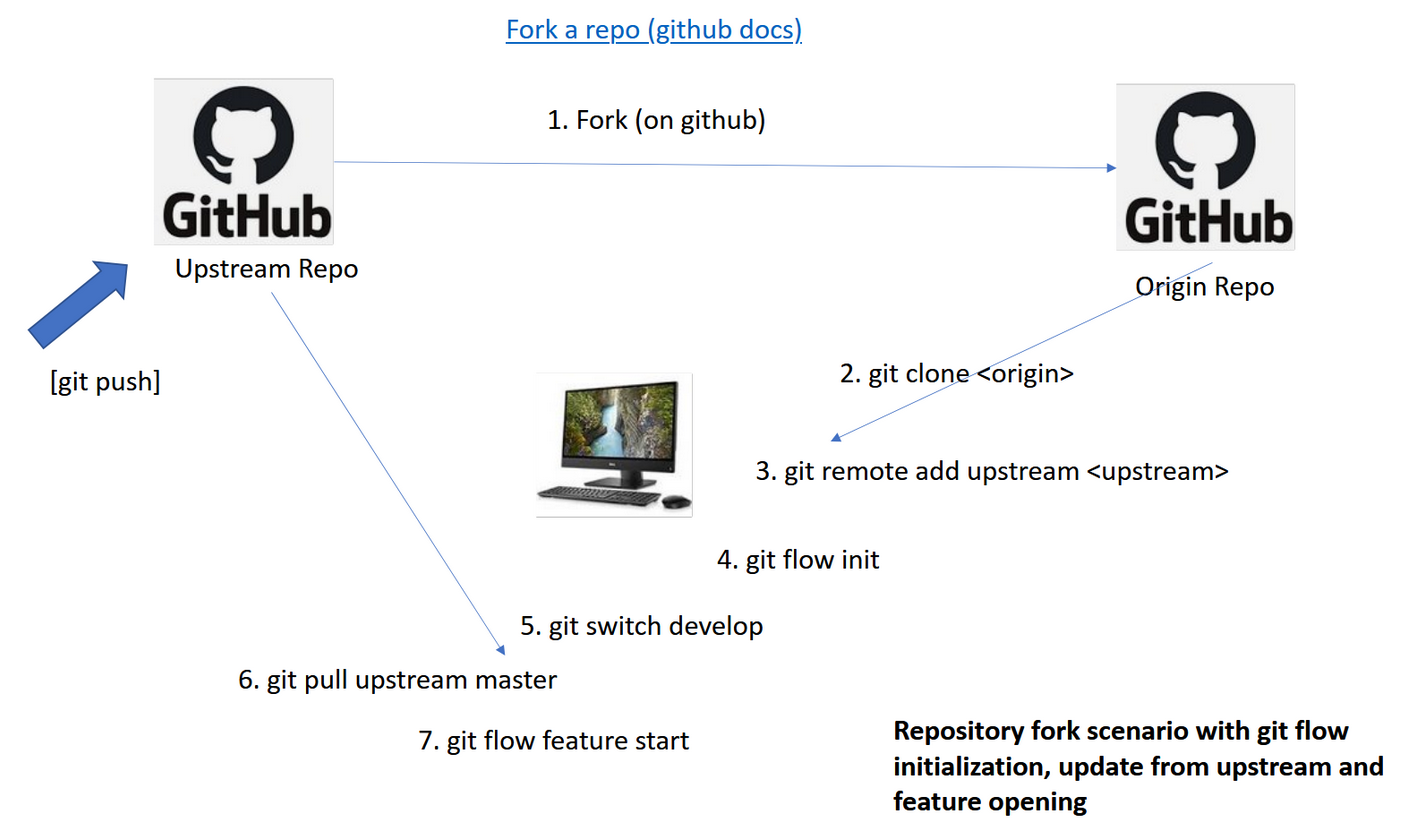 Fork a repo (github docs)
1. Fork (on github)
GitHub
GitHub
Upstream Repo
Origin Repo
[git push]
2. git clone <origin>
3. git remote add upstream <upstream>
4. git flow init
5. git switch develop
6. git pull upstream master
7. git flow feature start
Repository fork scenario with git flow
initialization, update from upstream and
feature opening